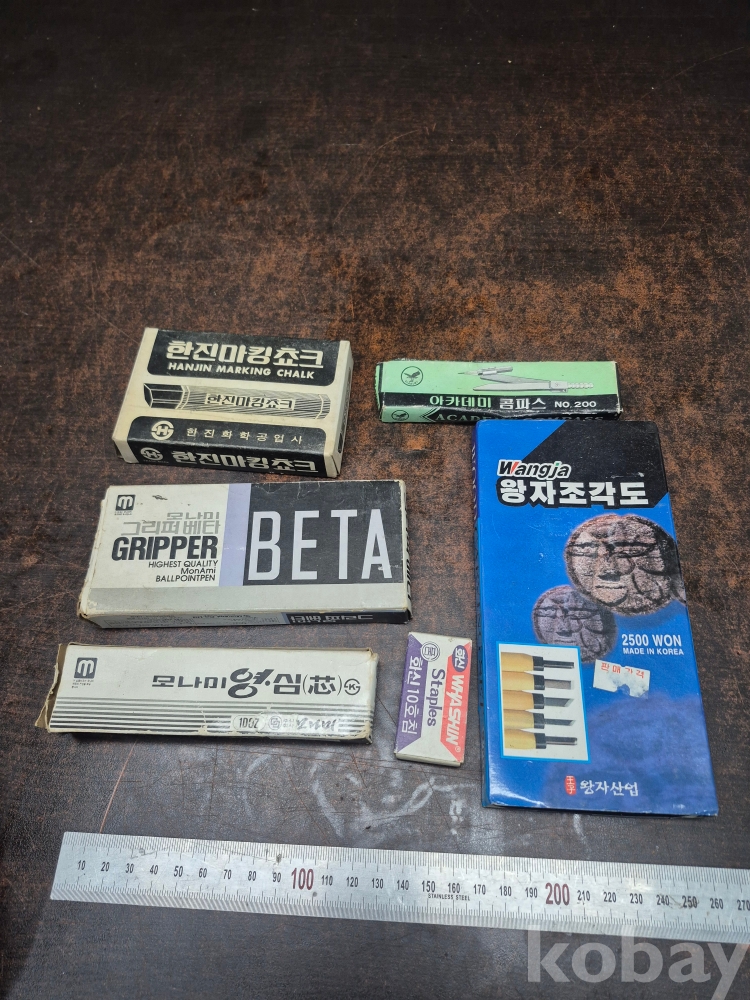 한진마킹쵸크
HANJIN MARKING CHALK
한진마킹쵸크
한진화학공업사
한진마킹쵸크
아카데미 콤파스 NO.200
모나미
그리퍼 베타
GRIPPER
HIGHEST QUALITY
MonAmi
BALLPOINTPEN
BETA
Wangja
왕자조각도
2500 WON
MADE IN KOREA
판매가격
왕자산업
모나미 영·심(芯)
화신 WHASHIN
Staples
화신 10호침
10 20 30 40 50 60 70 80 90 100 110 120 130 140 150 160 170 180 190 200 210 220 230 240 250 260 270
STAINLESS STEEL
kobay